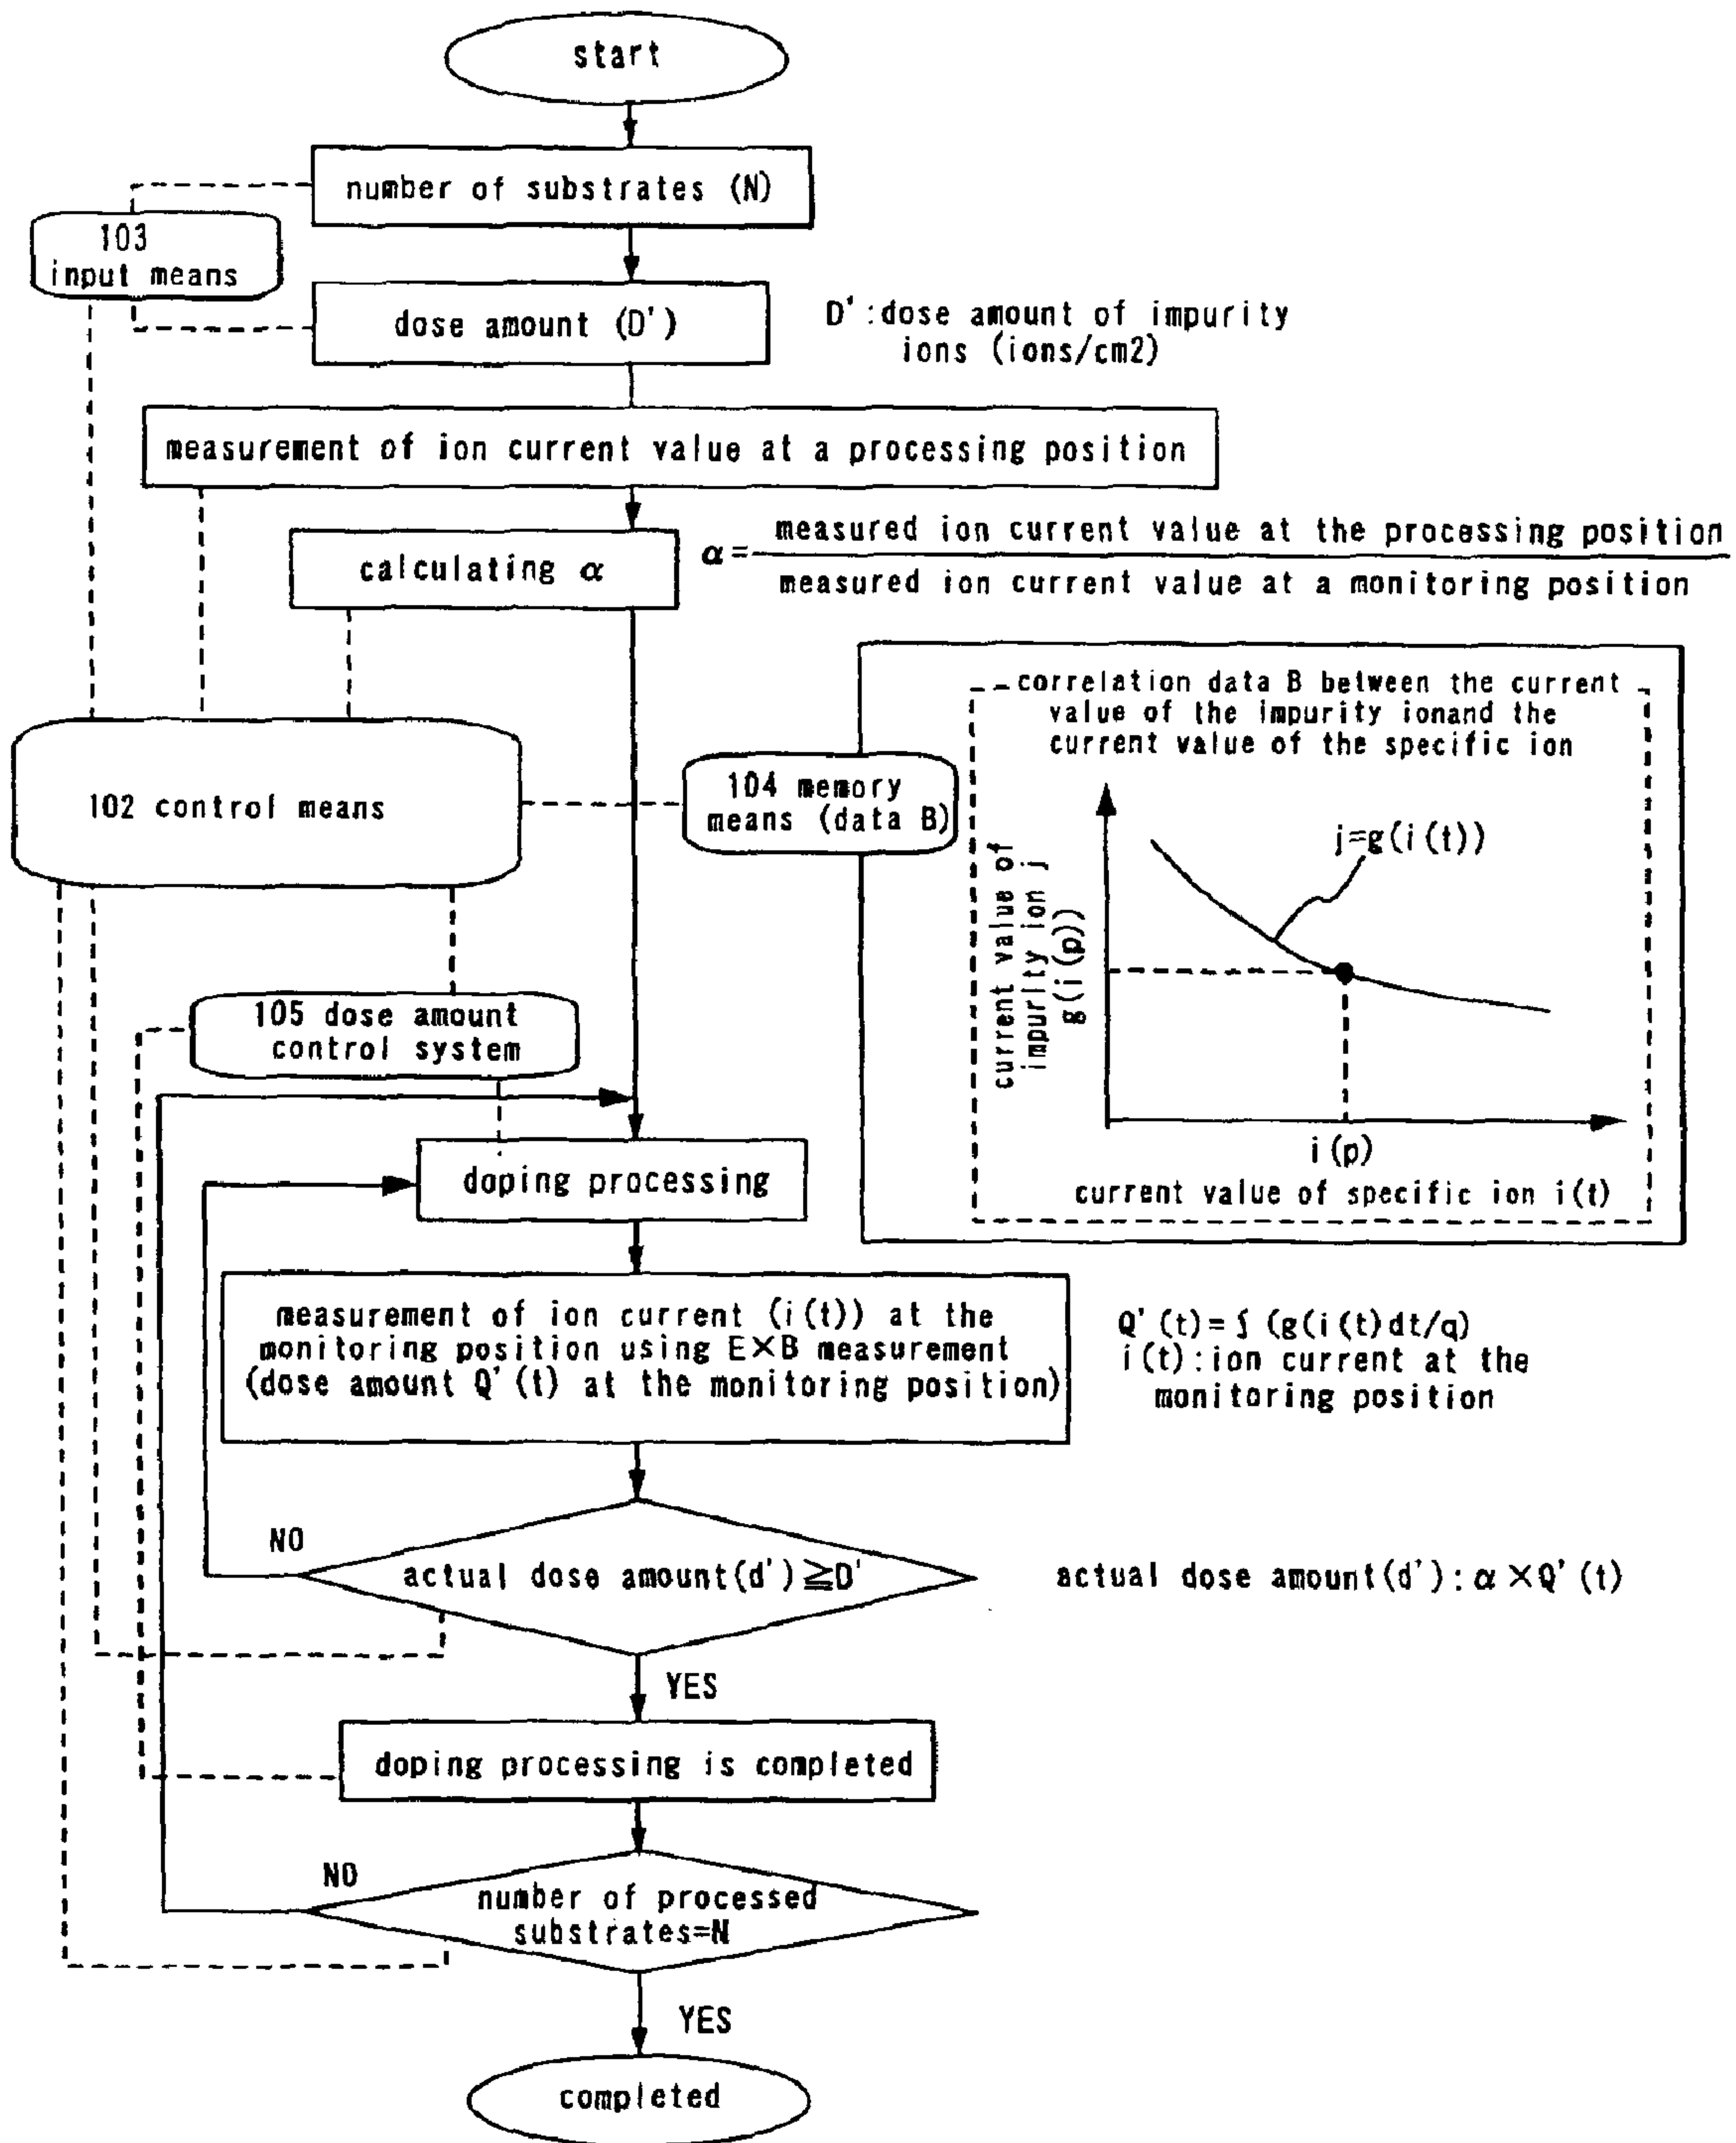 start
number of substrates (N)
103
input means
dose amount (D')
D' :dose amount of impurity
ions (ions/cm2)
measurement of ion current value at a processing position
calculating α
α= measured ion current value at the processing position
measured ion current value at a monitoring position
correlation data B between the current
value of the impurity ionand the
current value of the specific ion
102 control means
104 memory
means (data B)
j=g(i(t))
current value of
impurity ion j
g(i(p))
i(p)
current value of specific ion i(t)
105 dose amount
control system
doping processing
measurement of ion current (i(t)) at the
monitoring position using E×B measurement
(dose amount Q'(t) at the monitoring position)
Q'(t)=∫(g(i(t)dt/q)
i(t):ion current at the
monitoring position
NO
actual dose amount(d')≧D'
actual dose amount(d'):α×Q'(t)
YES
doping processing is completed
NO
number of processed
substrates=N
YES
completed